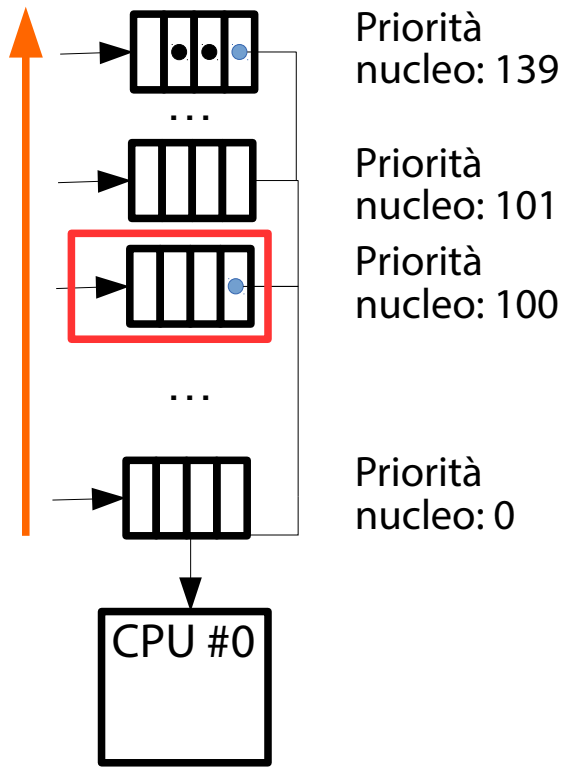 Priorità
nucleo: 139
...
Priorità
nucleo: 101
Priorità
nucleo: 100
...
Priorità
nucleo: 0
CPU #0